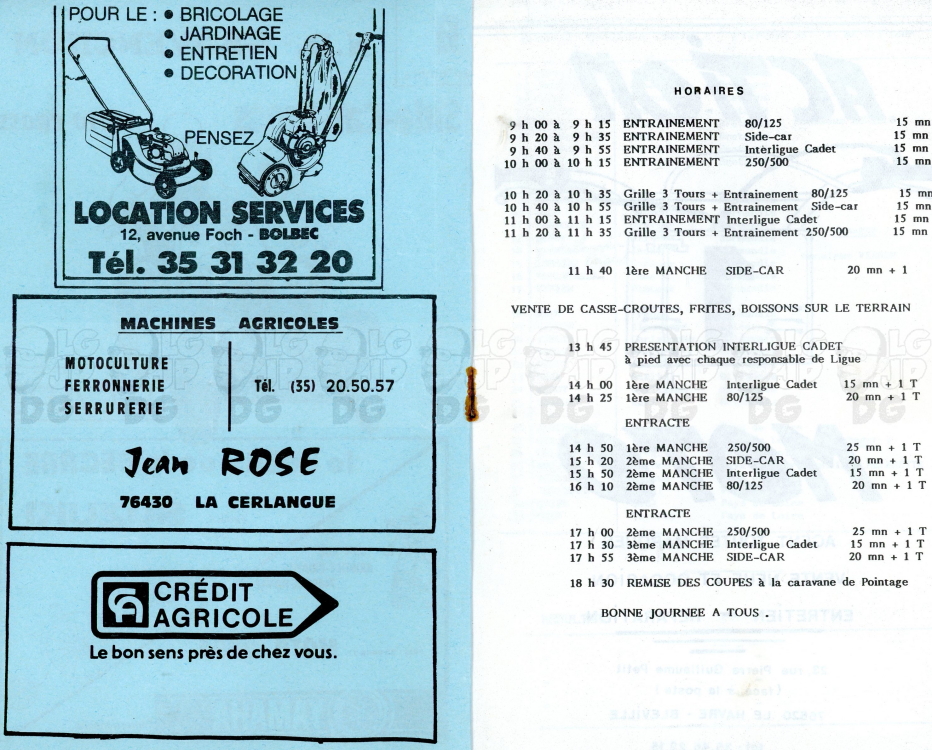 POUR LE : • BRICOLAGE
• JARDINAGE
• ENTRETIEN
• DECORATION
PENSEZ
LOCATION SERVICES
12, avenue Foch - BOLBEC
Tél. 35 31 32 20
MACHINES AGRICOLES
MOTOCULTURE
FERRONNERIE
SERRURERIE
Tél. (35) 20.50.57
Jean ROSE
76430 LA CERLANGUE
CRÉDIT
AGRICOLE
Le bon sens près de chez vous.
HORAIRES
9 h 00 à 9 h 15 ENTRAINEMENT 80/125 15 mn
9 h 20 à 9 h 35 ENTRAINEMENT Side-car 15 mn
9 h 40 à 9 h 55 ENTRAINEMENT Interligue Cadet 15 mn
10 h 00 à 10 h 15 ENTRAINEMENT 250/500 15 mn
10 h 20 à 10 h 35 Grille 3 Tours + Entrainement 80/125 15 mn
10 h 40 à 10 h 55 Grille 3 Tours + Entrainement Side-car 15 mn
11 h 00 à 11 h 15 ENTRAINEMENT Interligue Cadet 15 mn
11 h 20 à 11 h 35 Grille 3 Tours + Entrainement 250/500 15 mn
11 h 40 1ère MANCHE SIDE-CAR 20 mn + 1
VENTE DE CASSE-CROUTES, FRITES, BOISSONS SUR LE TERRAIN
13 h 45 PRESENTATION INTERLIGUE CADET
à pied avec chaque responsable de Ligue
14 h 00 1ère MANCHE Interligue Cadet 15 mn + 1 T
14 h 25 1ère MANCHE 80/125 20 mn + 1 T
ENTRACTE
14 h 50 1ère MANCHE 250/500 25 mn + 1 T
15 h 20 2ème MANCHE SIDE-CAR 20 mn + 1 T
15 h 50 2ème MANCHE Interligue Cadet 15 mn + 1 T
16 h 10 2ème MANCHE 80/125 20 mn + 1 T
ENTRACTE
17 h 00 2ème MANCHE 250/500 25 mn + 1 T
17 h 30 3ème MANCHE Interligue Cadet 15 mn + 1 T
17 h 55 3ème MANCHE SIDE-CAR 20 mn + 1 T
18 h 30 REMISE DES COUPES à la caravane de Pointage
BONNE JOURNEE A TOUS .